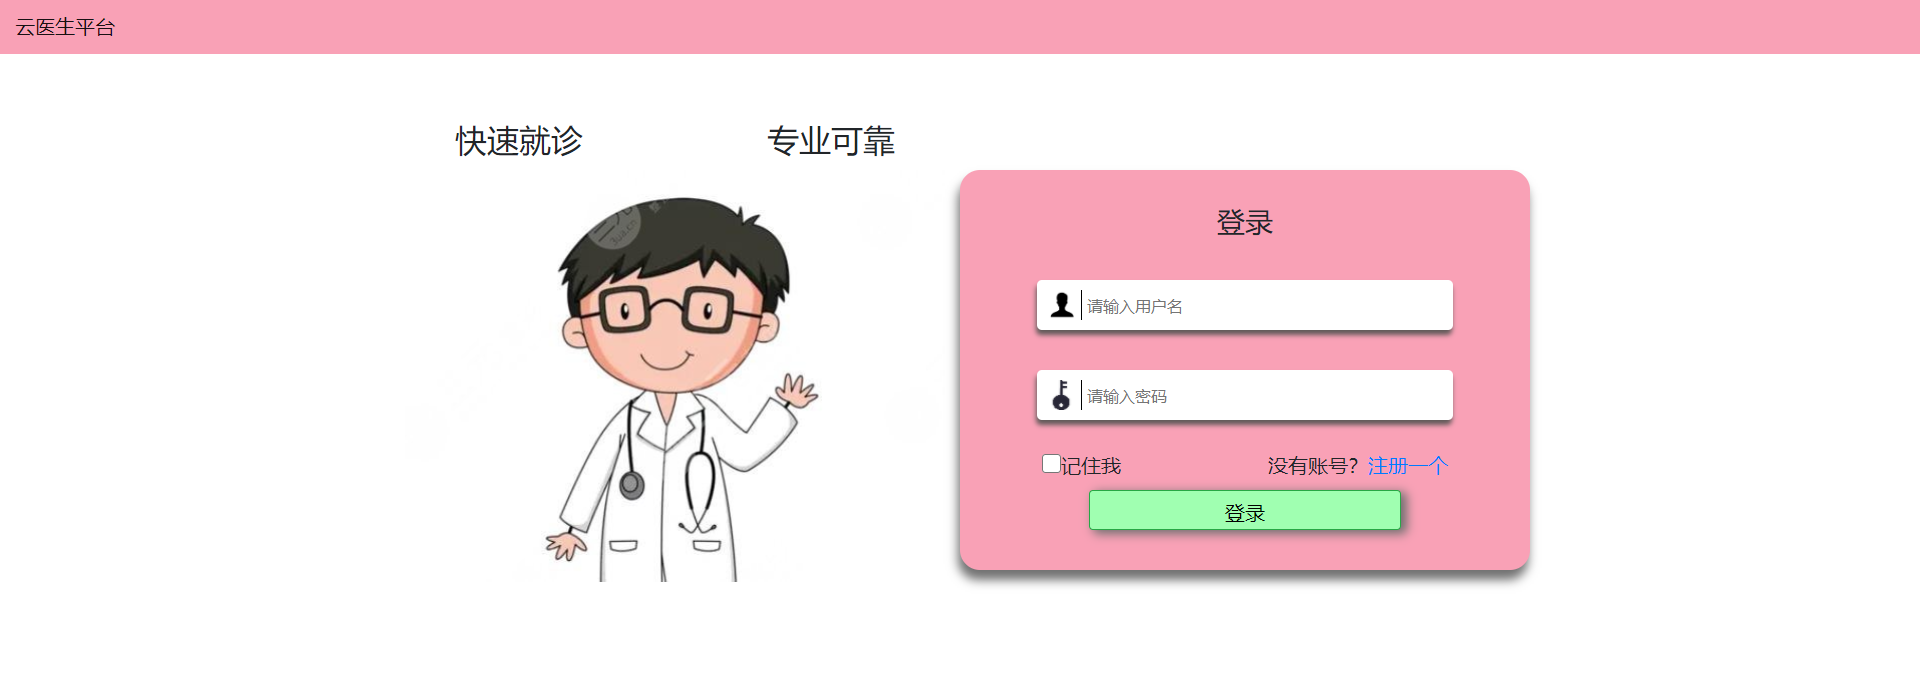 云医生平台
快速就诊 专业可靠
登录
请输入用户名
请输入密码
记住我 没有账号？注册一个
登录